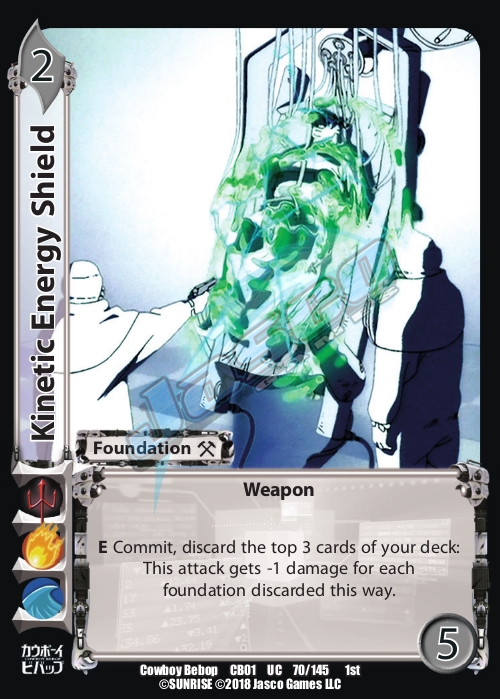 2
Kinetic Energy Shield
Foundation
Weapon
E Commit, discard the top 3 cards of your deck:
This attack gets -1 damage for each
foundation discarded this way.
5
カウボーイ
ビバップ
Cowboy Bebop CB01 UC 70/145 1st
©SUNRISE ©2018 Jasco Games LLC